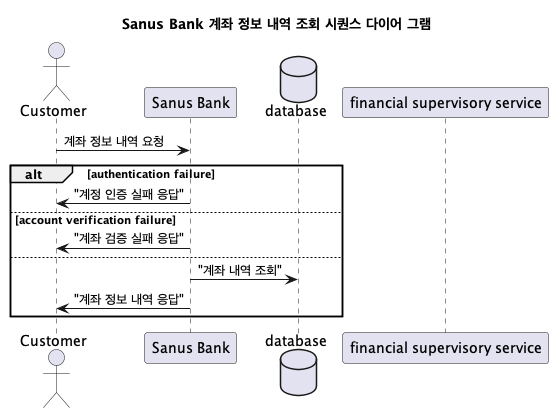 Sanus Bank 계좌 정보 내역 조회 시퀀스 다이어 그램
Customer
Sanus Bank
database
financial supervisory service
계좌 정보 내역 요청
alt
[authentication failure]
"계정 인증 실패 응답"
[account verification failure]
"계좌 검증 실패 응답"
"계좌 내역 조회"
"계좌 정보 내역 응답"
Customer
Sanus Bank
database
financial supervisory service